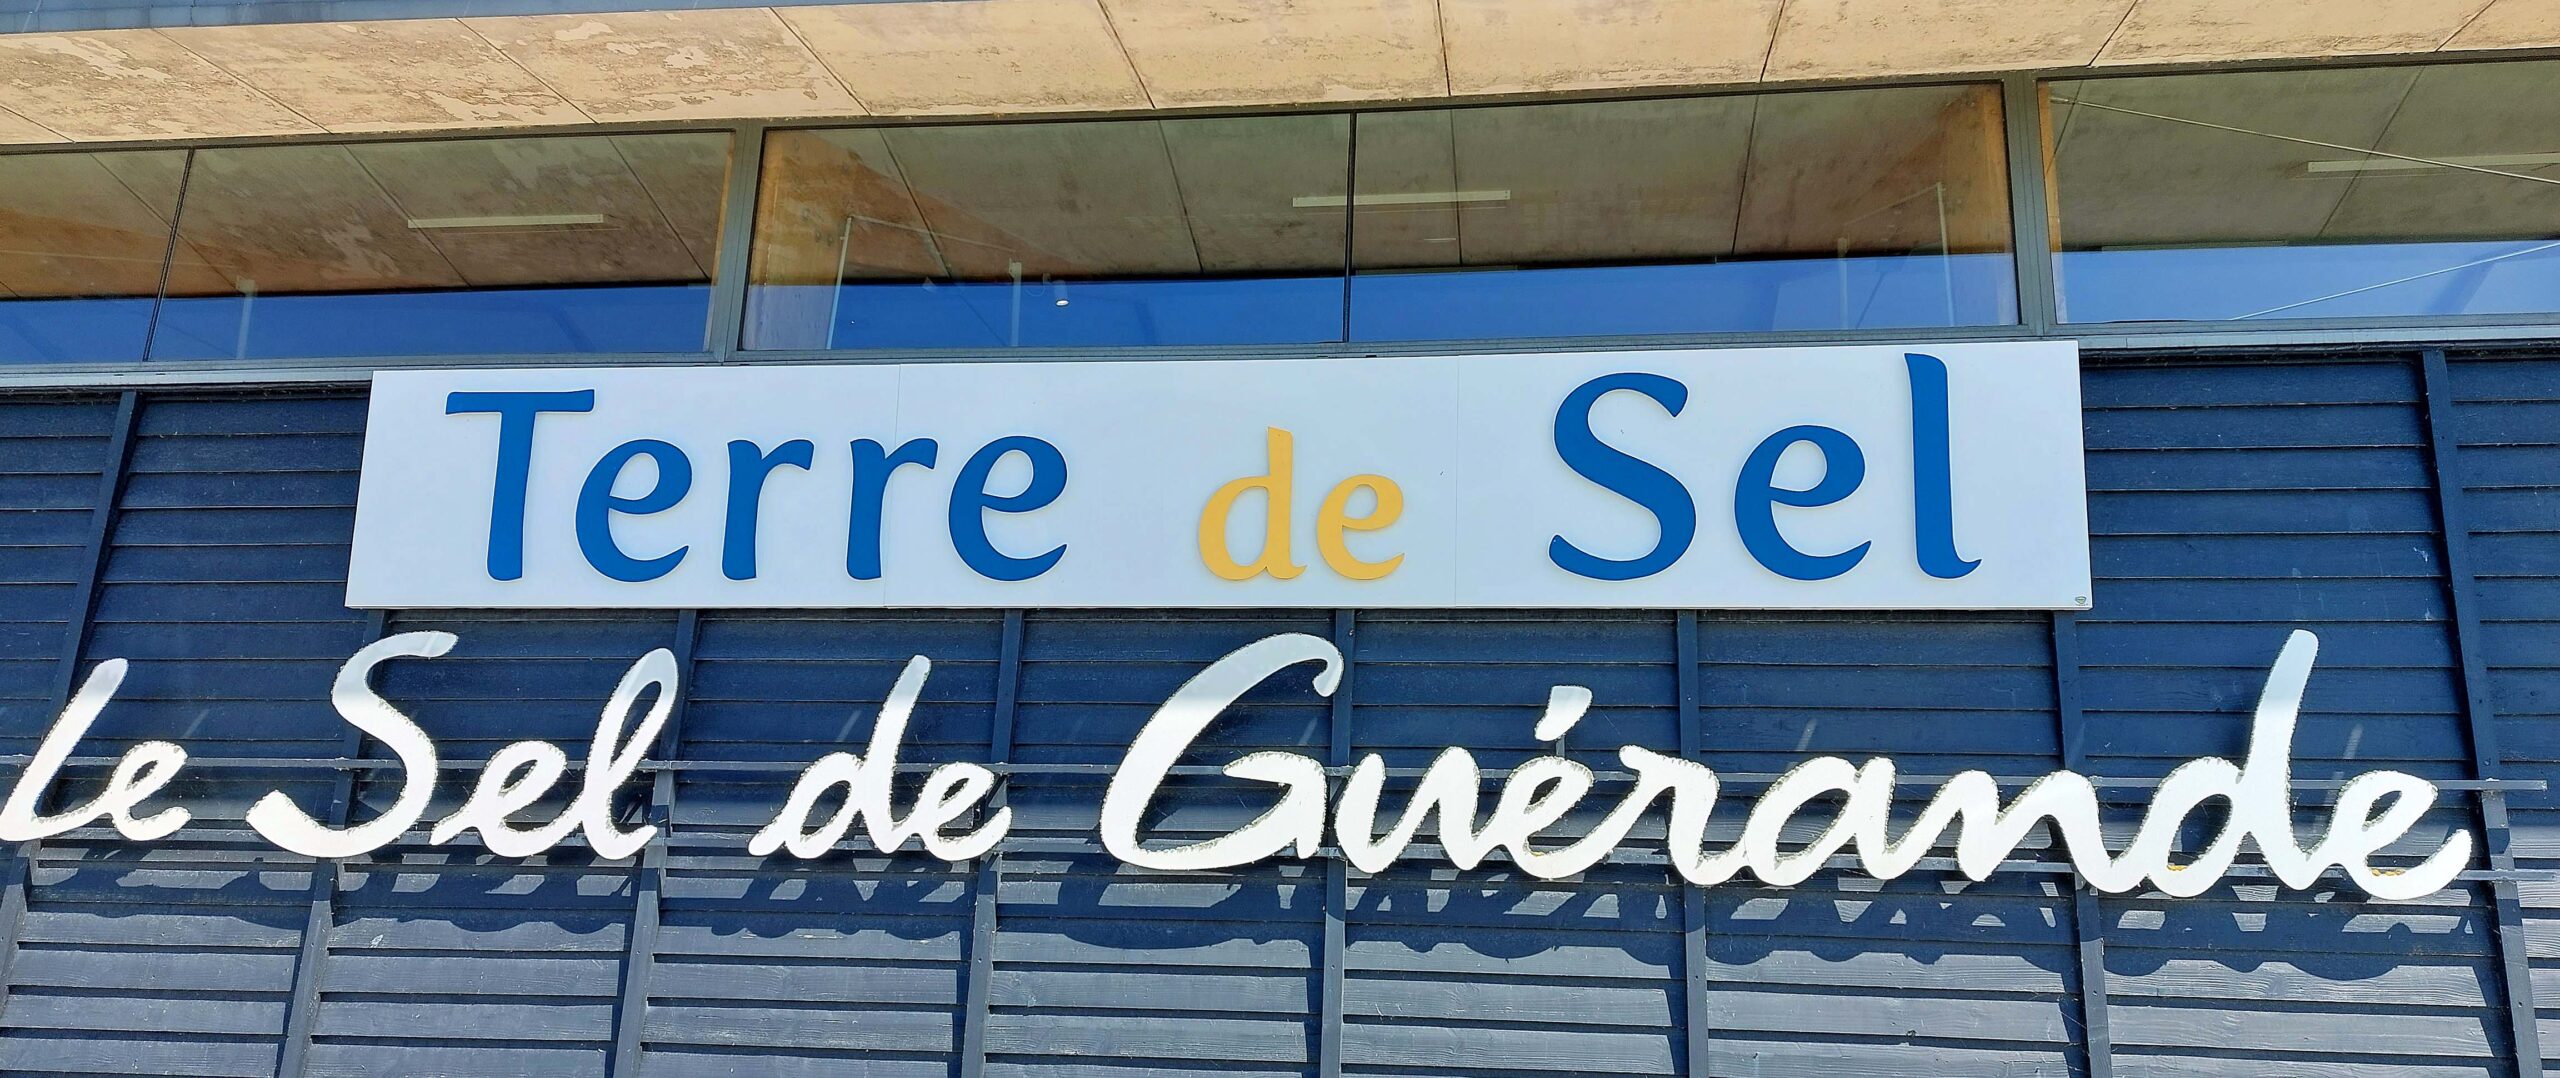 Terre de Sel
le Sel de Guérande